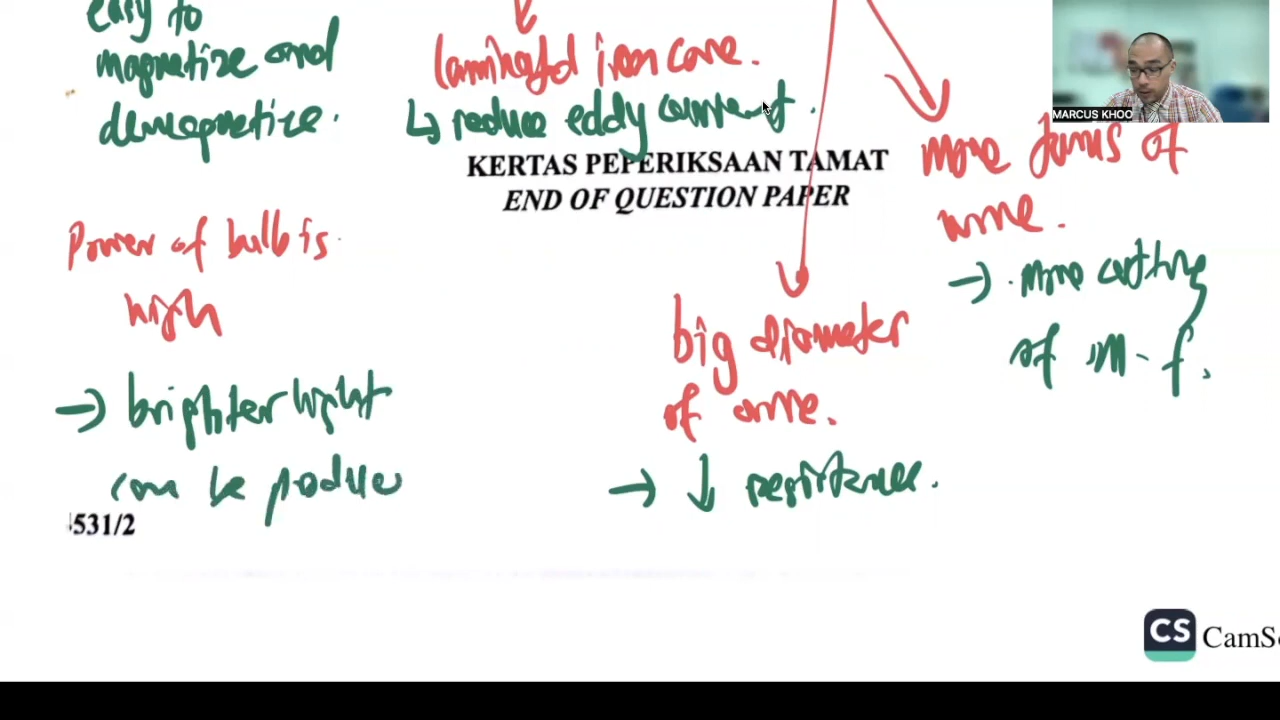 easy to
magnetize and
demagnetize.
laminated iron core.
↳ reduce eddy current.
MARCUS KHOO
KERTAS PEPERIKSAAN TAMAT
END OF QUESTION PAPER
more turns of
wire.
→ more cutting
of m.f.
Power of bulb is
high
→ brighter light
can be produce
big diameter
of wire.
→ ↓ resistance.
531/2
CS CamSc